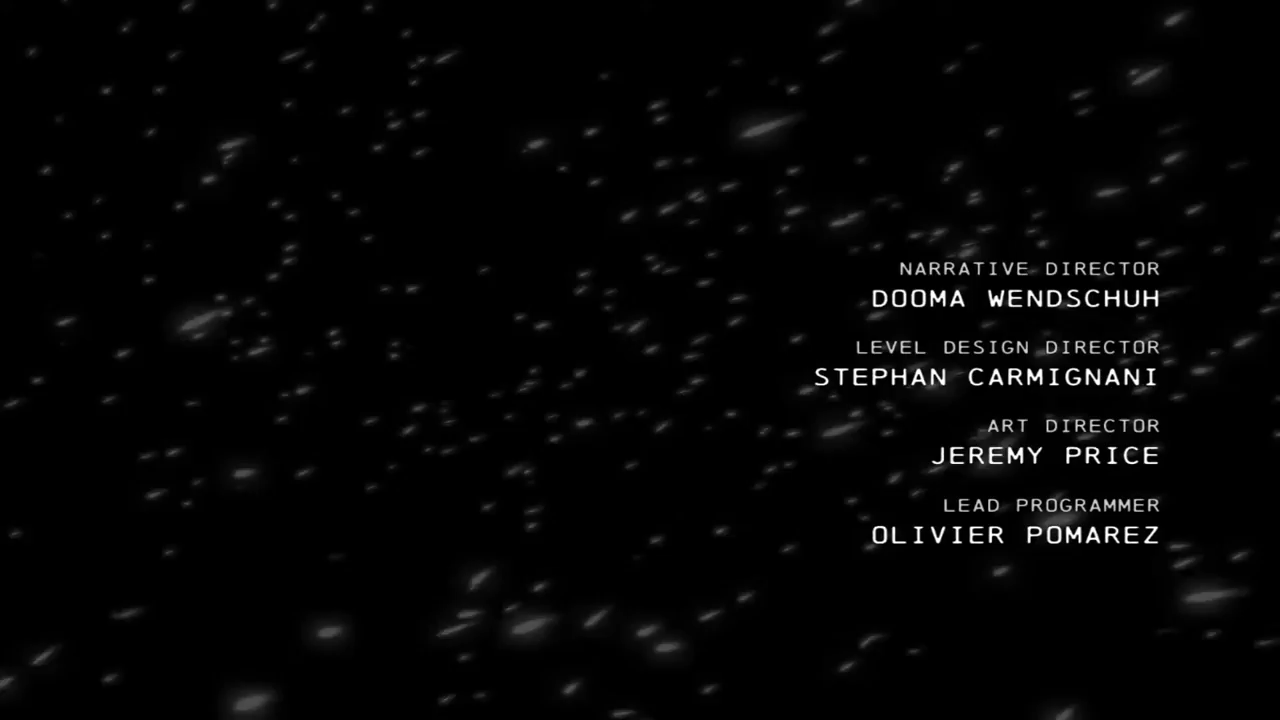 NARRATIVE DIRECTOR
DOOMA WENDSCHUH
LEVEL DESIGN DIRECTOR
STEPHAN CARMIGNANI
ART DIRECTOR
JEREMY PRICE
LEAD PROGRAMMER
OLIVIER POMAREZ